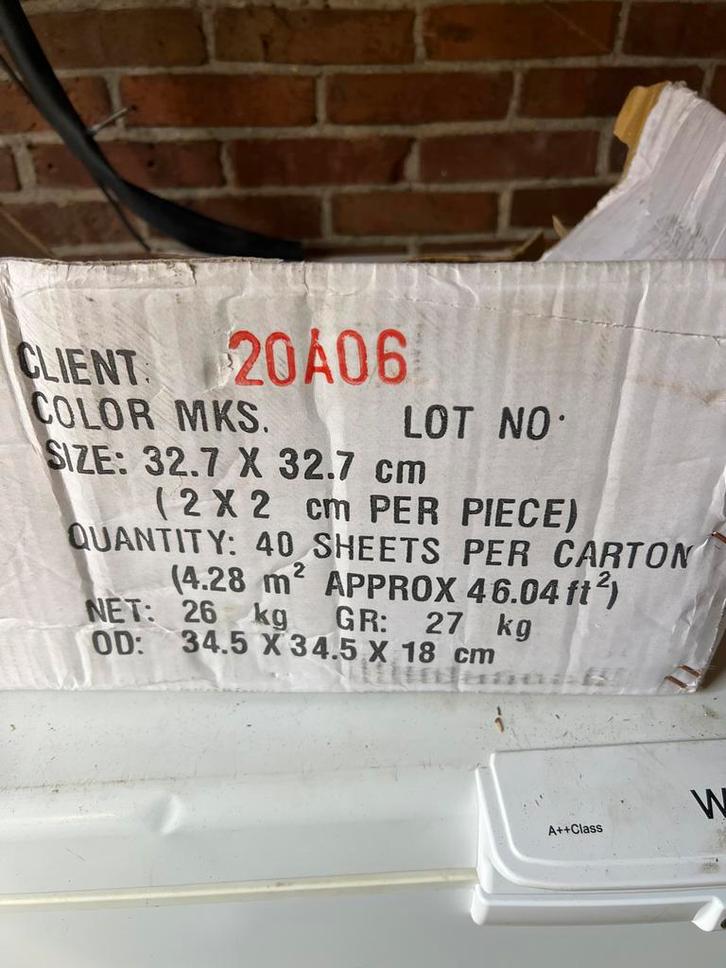 CLIENT: 20A06
COLOR MKS. LOT NO.
SIZE: 32.7 X 32.7 cm
(2 X 2 cm PER PIECE)
QUANTITY: 40 SHEETS PER CARTON
(4.28 m² APPROX 46.04 ft²)
NET: 26 kg GR: 27 kg
OD: 34.5 X 34.5 X 18 cm
A++Class
W